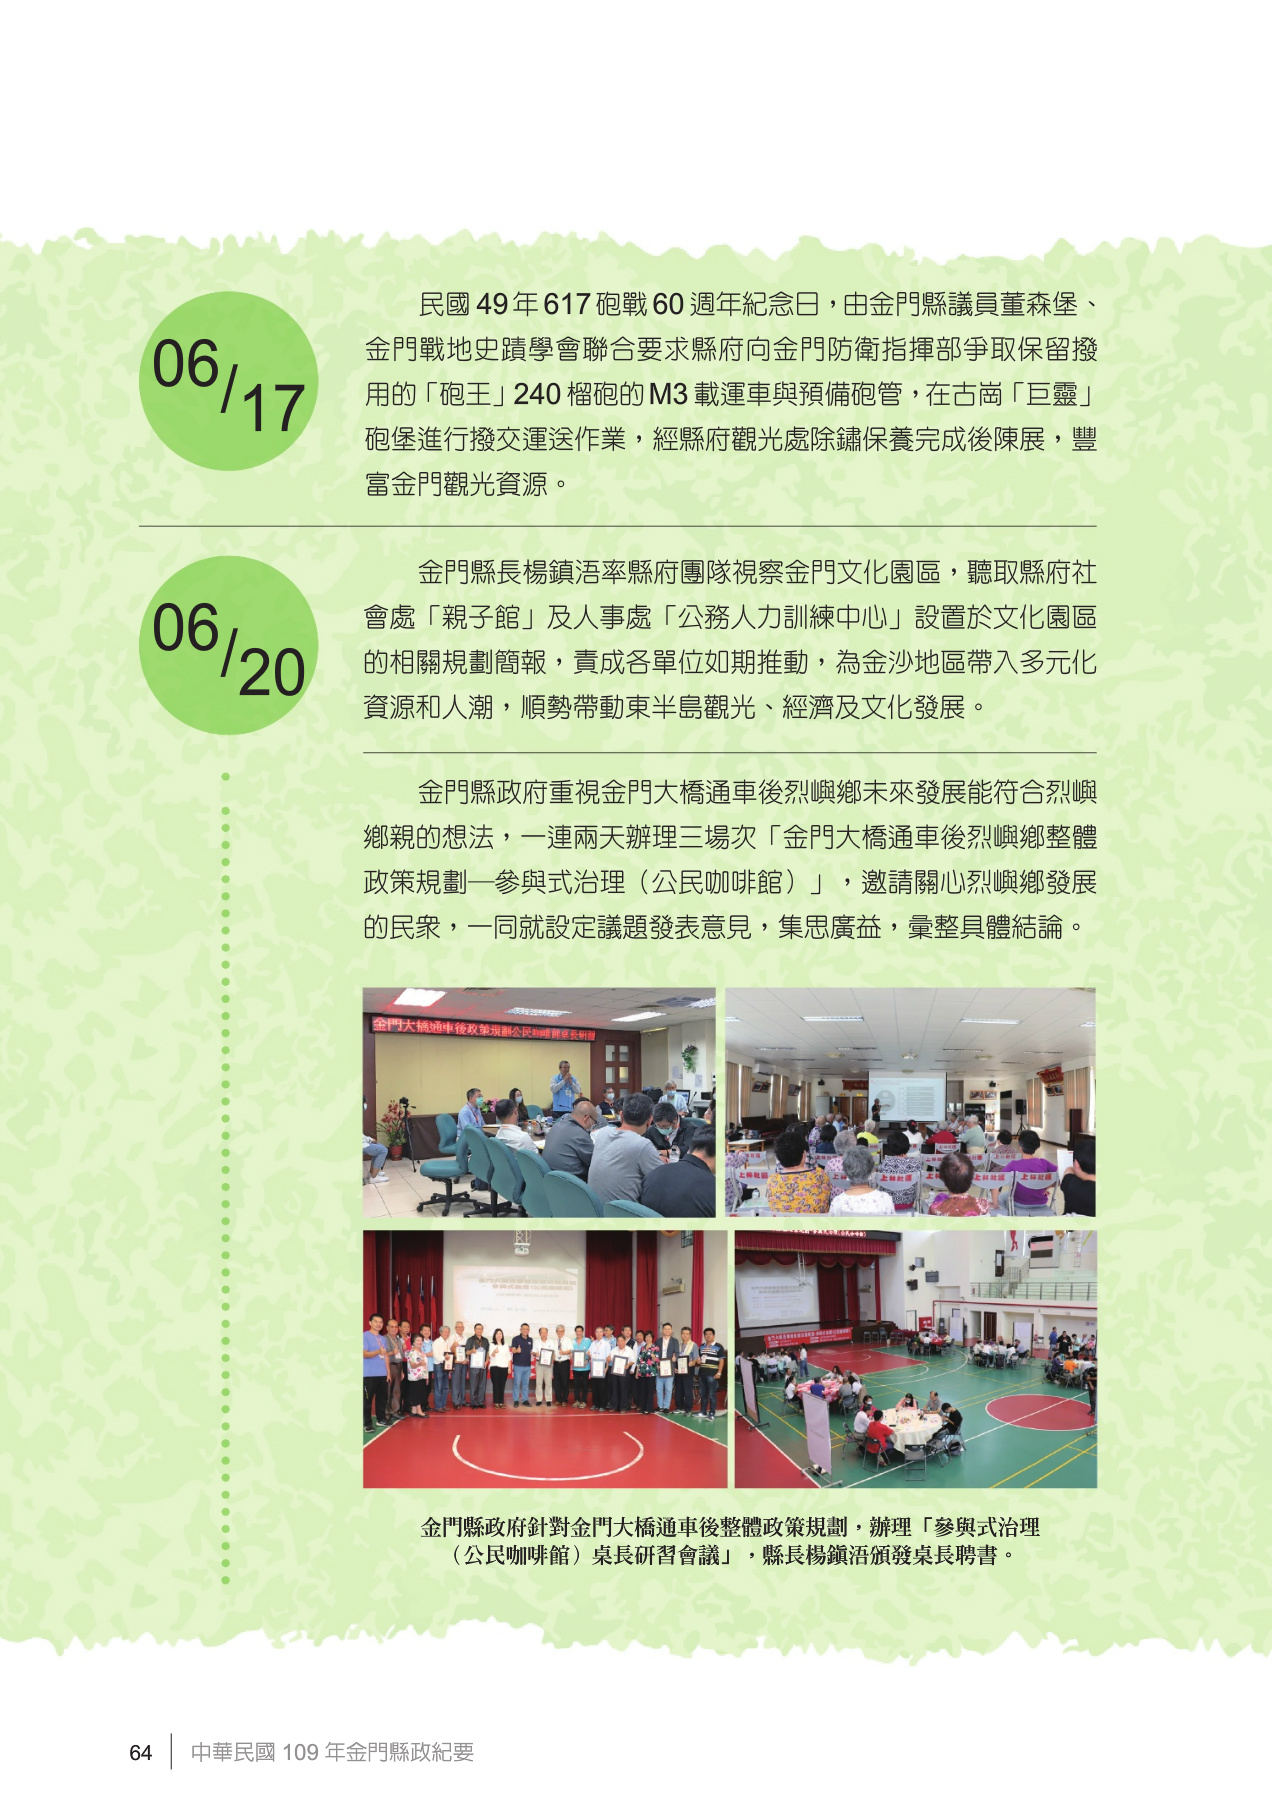 06/17
民國 49 年 617 砲戰 60 週年紀念日，由金門縣議員董森堡、
金門戰地史蹟學會聯合要求縣府向金門防衛指揮部爭取保留撥
用的「砲王」240 榴砲的 M3 載運車與預備砲管，在古崗「巨靈」
砲堡進行撥交運送作業，經縣府觀光處除鏽保養完成後陳展，豐
富金門觀光資源。
06/20
金門縣長楊鎮浯率縣府團隊視察金門文化園區，聽取縣府社
會處「親子館」及人事處「公務人力訓練中心」設置於文化園區
的相關規劃簡報，責成各單位如期推動，為金沙地區帶入多元化
資源和人潮，順勢帶動東半島觀光、經濟及文化發展。
金門縣政府重視金門大橋通車後烈嶼鄉未來發展能符合烈嶼
鄉親的想法，一連兩天辦理三場次「金門大橋通車後烈嶼鄉整體
政策規劃—參與式治理（公民咖啡館）」，邀請關心烈嶼鄉發展
的民衆，一同就設定議題發表意見，集思廣益，彙整具體結論。
金門大橋通車後政策規劃公民咖啡館桌長研習
上林社區
上林社區
上林社區
金門縣政府針對金門大橋通車後整體政策規劃，辦理「參與式治理
（公民咖啡館）桌長研習會議」，縣長楊鎮浯頒發桌長聘書。
64
中華民國 109 年金門縣政紀要